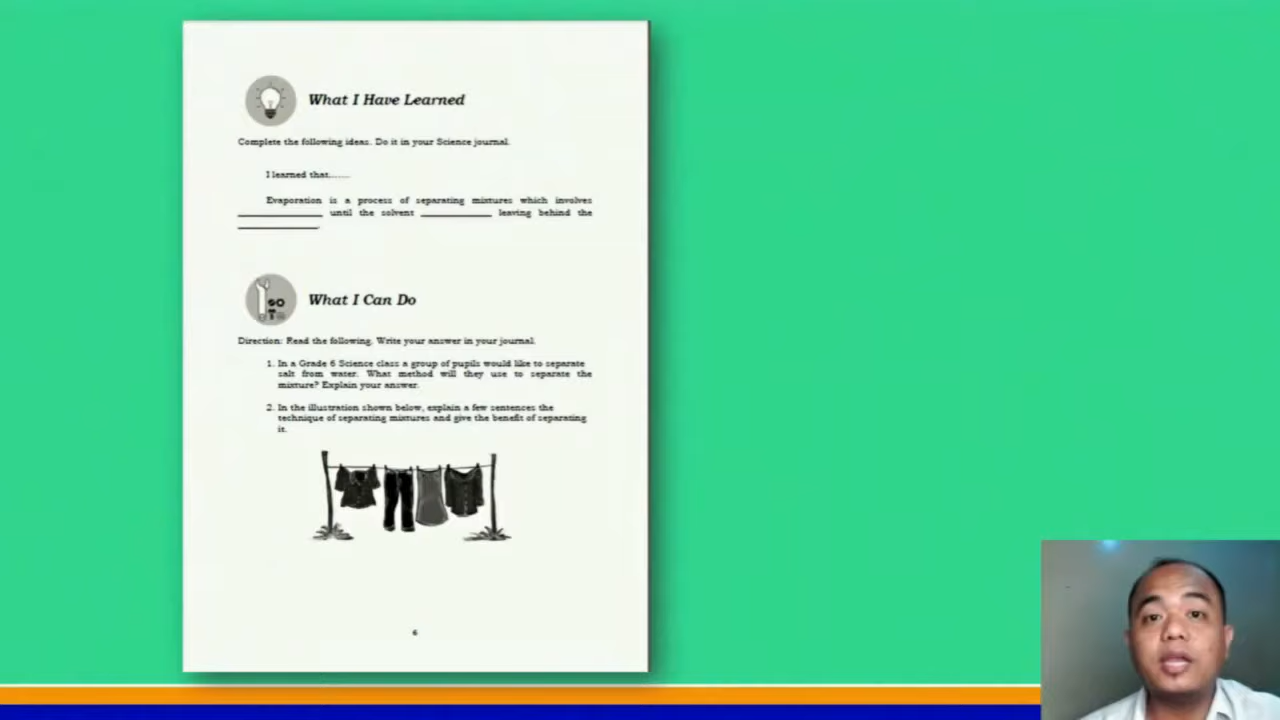 What I Have Learned
Complete the following ideas. Do it in your Science journal.
I learned that......
Evaporation is a process of separating mixtures which involves
____________ until the solvent __________ leaving behind the
____________.
What I Can Do
Direction: Read the following. Write your answer in your journal.
1. In a Grade 6 Science class a group of pupils would like to separate
salt from water. What method will they use to separate the
mixture? Explain your answer.
2. In the illustration shown below, explain a few sentences the
technique of separating mixtures and give the benefit of separating
it.
6